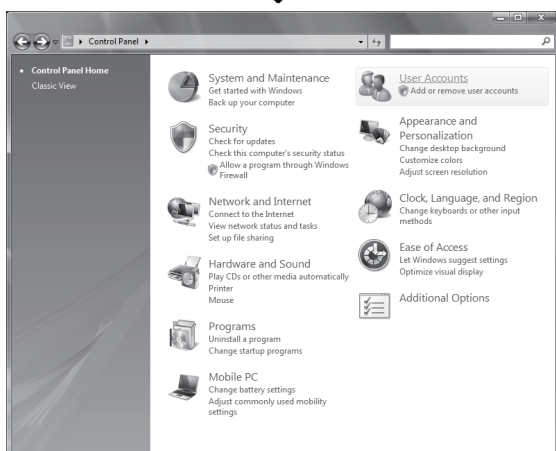 Control Panel
Control Panel Home
Classic View
System and Maintenance
Get started with Windows
Back up your computer
Security
Check for updates
Check this computer's security status
Allow a program through Windows
Firewall
Network and Internet
Connect to the Internet
View network status and tasks
Set up file sharing
Hardware and Sound
Play CDs or other media automatically
Printer
Mouse
Programs
Uninstall a program
Change startup programs
Mobile PC
Change battery settings
Adjust commonly used mobility
settings
User Accounts
Add or remove user accounts
Appearance and
Personalization
Change desktop background
Customize colors
Adjust screen resolution
Clock, Language, and Region
Change keyboards or other input
methods
Ease of Access
Let Windows suggest settings
Optimize visual display
Additional Options